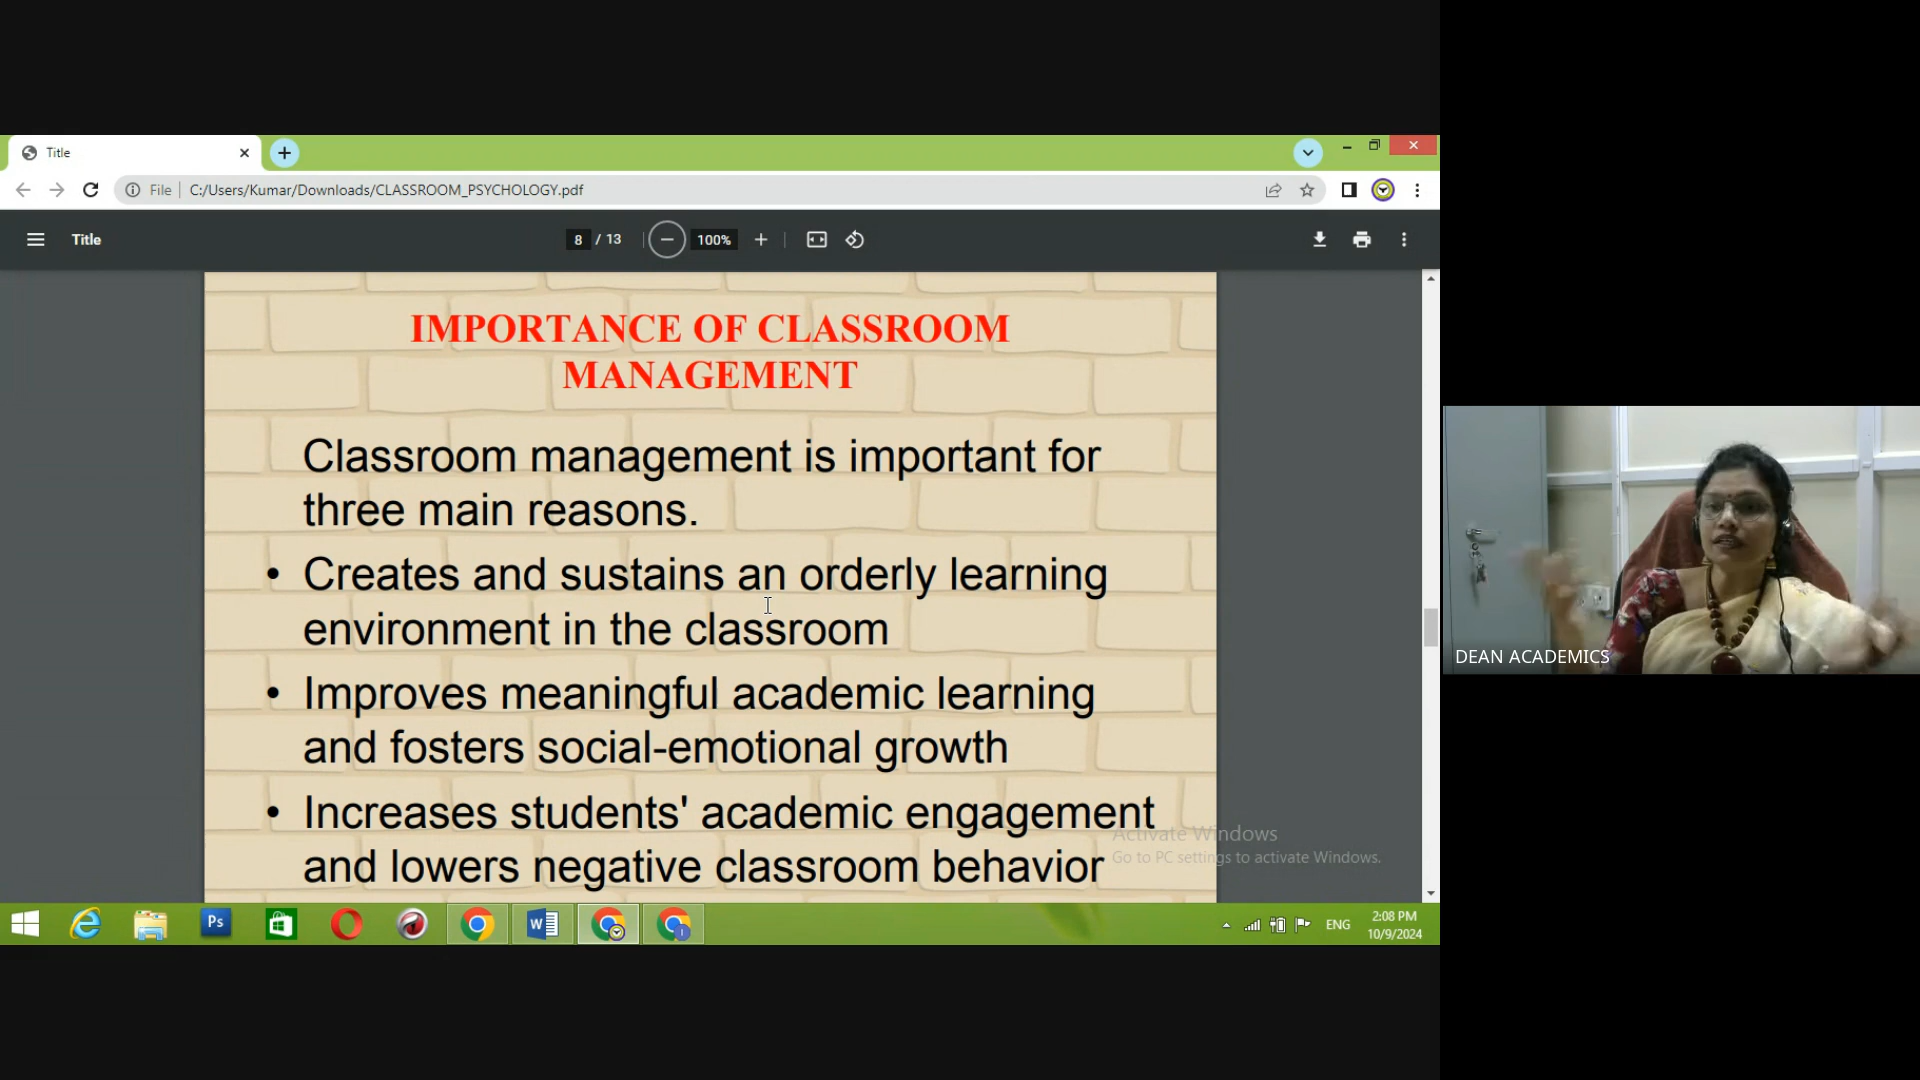 Title
File
C:/Users/Kumar/Downloads/CLASSROOM_PSYCHOLOGY.pdf
Title
8 / 13
100%
IMPORTANCE OF CLASSROOM
MANAGEMENT
Classroom management is important for
three main reasons.
• Creates and sustains an orderly learning
environment in the classroom
• Improves meaningful academic learning
and fosters social-emotional growth
• Increases students' academic engagement
and lowers negative classroom behavior
Activate Windows
Go to PC settings to activate Windows.
DEAN ACADEMICS
Ps
W
ENG
2:08 PM
10/9/2024